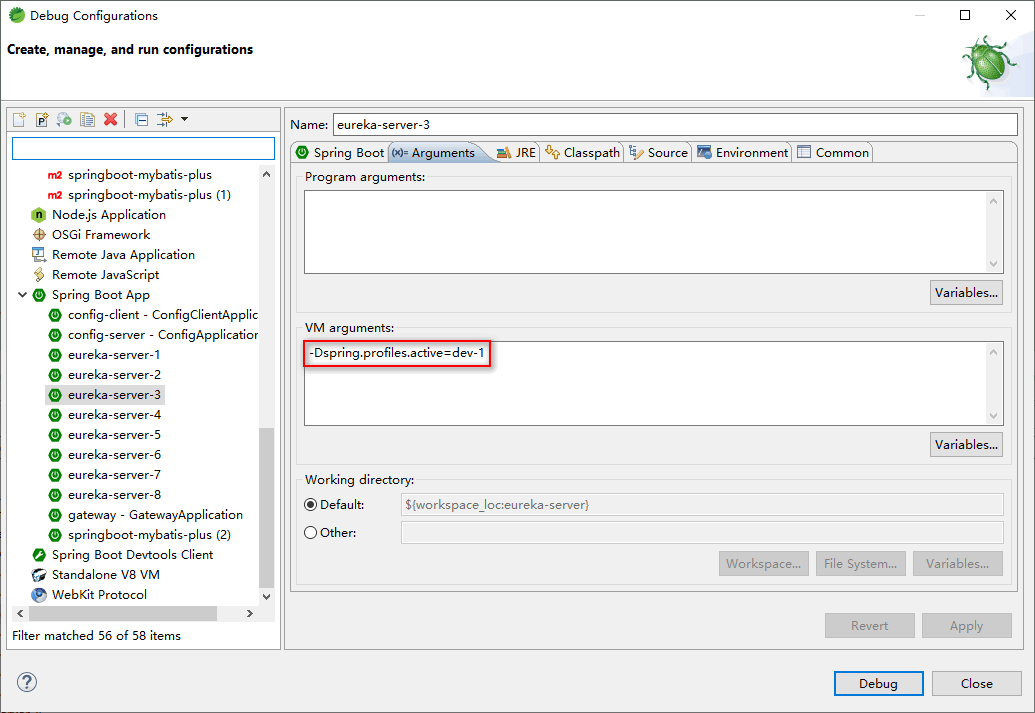 Debug Configurations
Create, manage, and run configurations
Name: eureka-server-3
Spring Boot (x)= Arguments JRE Classpath Source Environment Common
m2 springboot-mybatis-plus
m2 springboot-mybatis-plus (1)
Node.js Application
OSGi Framework
Remote Java Application
Remote JavaScript
Spring Boot App
config-client - ConfigClientApplic
config-server - ConfigApplication
eureka-server-1
eureka-server-2
eureka-server-3
eureka-server-4
eureka-server-5
eureka-server-6
eureka-server-7
eureka-server-8
gateway - GatewayApplication
springboot-mybatis-plus (2)
Spring Boot Devtools Client
Standalone V8 VM
WebKit Protocol
Filter matched 56 of 58 items
Program arguments:
Variables...
VM arguments:
-Dspring.profiles.active=dev-1
Variables...
Working directory:
Default: ${workspace_loc:eureka-server}
Other:
Workspace... File System... Variables...
Revert Apply
? Debug Close